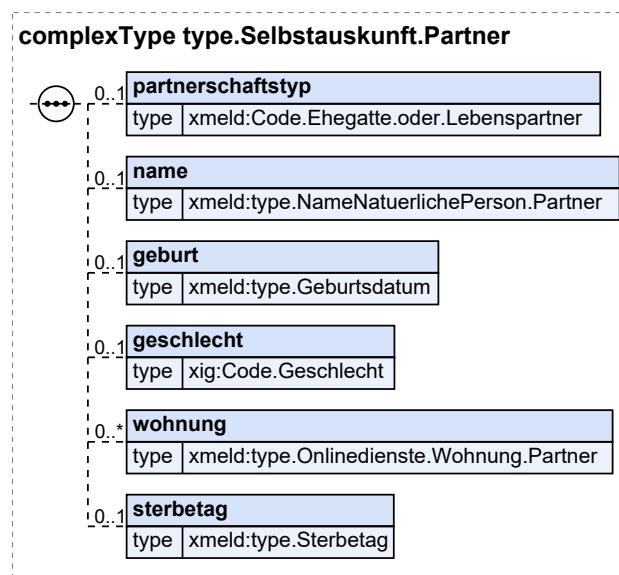 complexType type.Selbstauskunft.Partner
0..1 partnerschaftstyp
type xmeld:Code.Ehegatte.oder.Lebenspartner
0..1 name
type xmeld:type.NameNatuerlichePerson.Partner
0..1 geburt
type xmeld:type.Geburtsdatum
0..1 geschlecht
type xig:Code.Geschlecht
0..* wohnung
type xmeld:type.Onlinedienste.Wohnung.Partner
0..1 sterbetag
type xmeld:type.Sterbetag